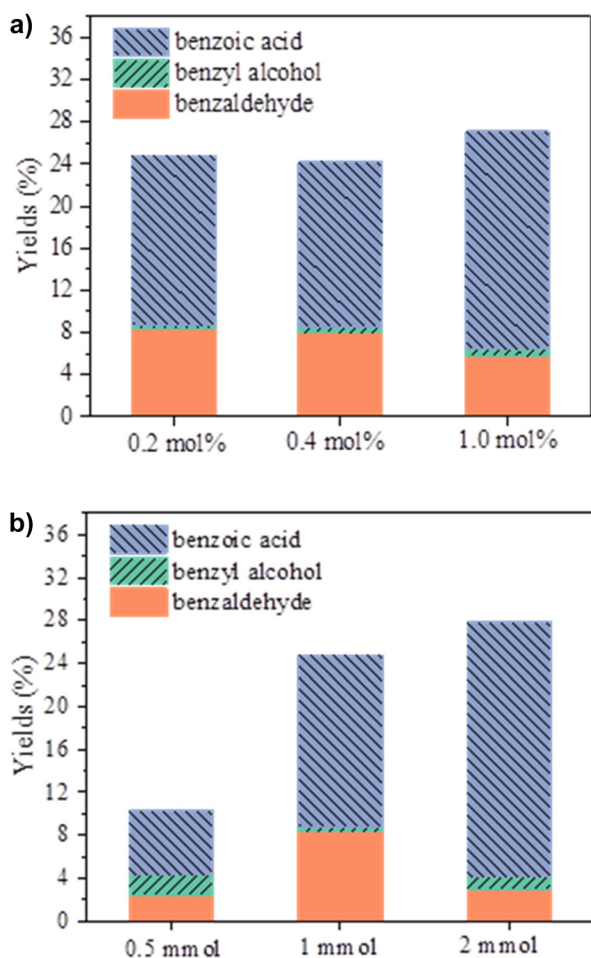 a)
36
32
28
24
20
16
12
8
4
0
Yields (%)
benzoic acid
benzyl alcohol
benzaldehyde
0.2 mol%
0.4 mol%
1.0 mol%
b)
36
32
28
24
20
16
12
8
4
0
Yields (%)
benzoic acid
benzyl alcohol
benzaldehyde
0.5 mmol
1 mmol
2 mmol